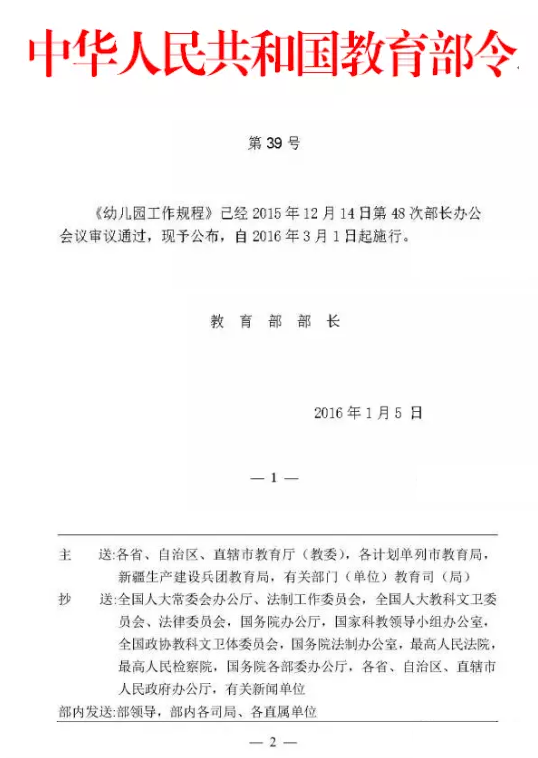 中华人民共和国教育部令
第 39 号
《幼儿园工作规程》已经 2015 年 12 月 14 日第 48 次部长办公
会议审议通过，现予公布，自 2016 年 3 月 1 日起施行。
教 育 部 部 长
2016 年 1 月 5 日
— 1 —
主 送:各省、自治区、直辖市教育厅（教委），各计划单列市教育局，
新疆生产建设兵团教育局，有关部门（单位）教育司（局）
抄 送:全国人大常委会办公厅、法制工作委员会，全国人大教科文卫委
员会、法律委员会，国务院办公厅，国家科教领导小组办公室，
全国政协教科文卫体委员会，国务院法制办公室，最高人民法院，
最高人民检察院，国务院各部委办公厅，各省、自治区、直辖市
人民政府办公厅，有关新闻单位
部内发送:部领导，部内各司局、各直属单位
— 2 —